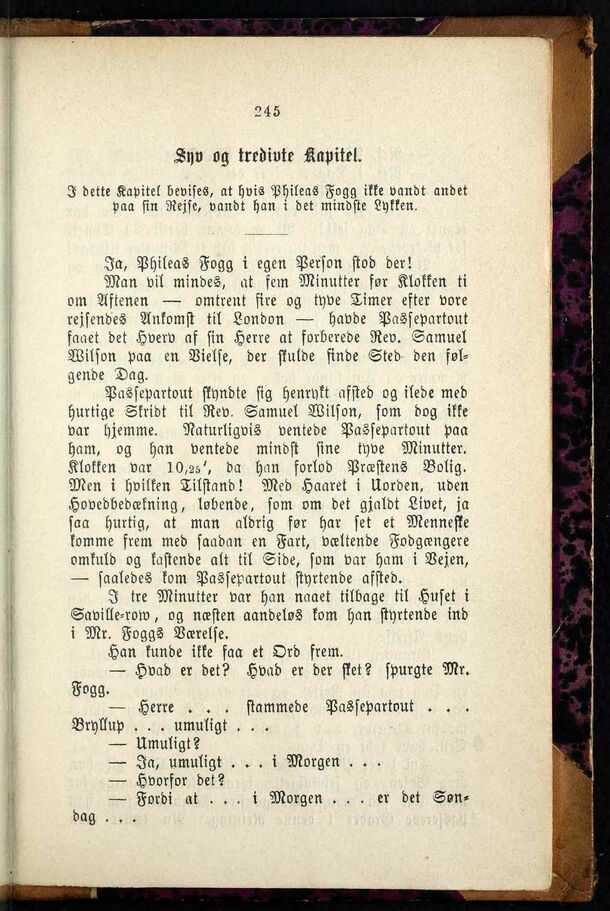 245
Syv og tredivte Kapitel.
I dette Kapitel bevises, at hvis Phileas Fogg ikke vandt andet
paa sin Rejse, vandt han i det mindste Lykken.
Ja, Phileas Fogg i egen Person stod der!
Man vil mindes, at fem Minutter før Klokken ti
om Aftenen — omtrent fire og tyve Timer efter vore
rejsendes Ankomst til London — havde Passepartout
faaet det Hverv af sin Herre at forberede Rev. Samuel
Wilson paa en Vielse, der skulde finde Sted den føl-
gende Dag.
Passepartout skyndte sig henrykt afsted og ilede med
hurtige Skridt til Rev. Samuel Wilson, som dog ikke
var hjemme. Naturligvis ventede Passepartout paa
ham, og han ventede mindst sine tyve Minutter.
Klokken var 10,25′, da han forlod Præstens Bolig.
Men i hvilken Tilstand! Med Haaret i Uorden, uden
Hovedbedækning, løbende, som om det gjaldt Livet, ja
saa hurtig, at man aldrig før har set et Menneske
komme frem med saadan en Fart, væltende Fodgængere
omkuld og kastende alt til Side, som var ham i Vejen,
— saaledes kom Passepartout styrtende afsted.
I tre Minutter var han naaet tilbage til Huset i
Saville-row, og næsten aandeløs kom han styrtende ind
i Mr. Foggs Værelse.
Han kunde ikke faa et Ord frem.
— Hvad er det? Hvad er der sket? spurgte Mr.
Fogg.
— Herre . . . stammede Passepartout . . .
Bryllup . . . umuligt . . .
— Umuligt?
— Ja, umuligt . . . i Morgen . . .
— Hvorfor det?
— Fordi at . . . i Morgen . . . er det Søn-
dag . . .